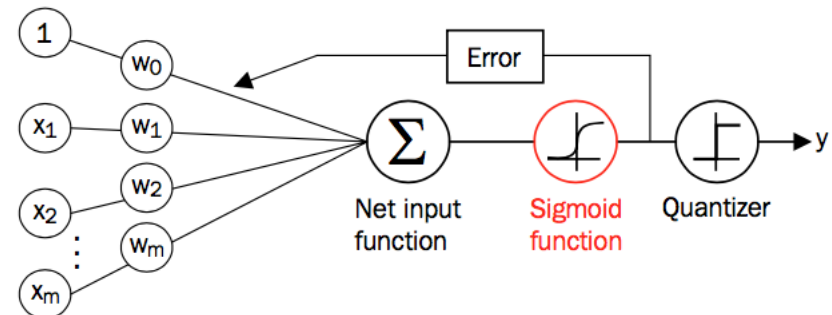 1
w0
Error
x1
w1
Σ
y
x2
w2
Net input
function
Sigmoid
function
Quantizer
⋮
wm
xm